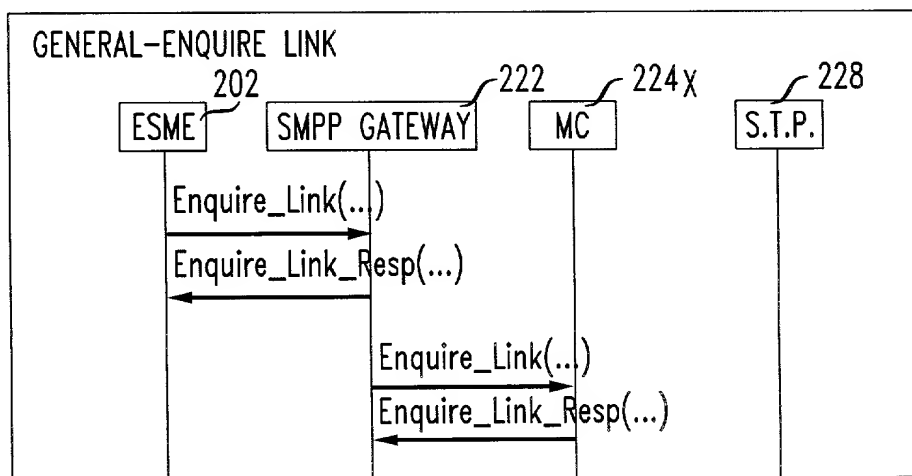 GENERAL-ENQUIRE LINK
202 222 224X 228
ESME SMPP GATEWAY MC S.T.P.
Enquire_Link(...)
Enquire_Link_Resp(...)
Enquire_Link(...)
Enquire_Link_Resp(...)